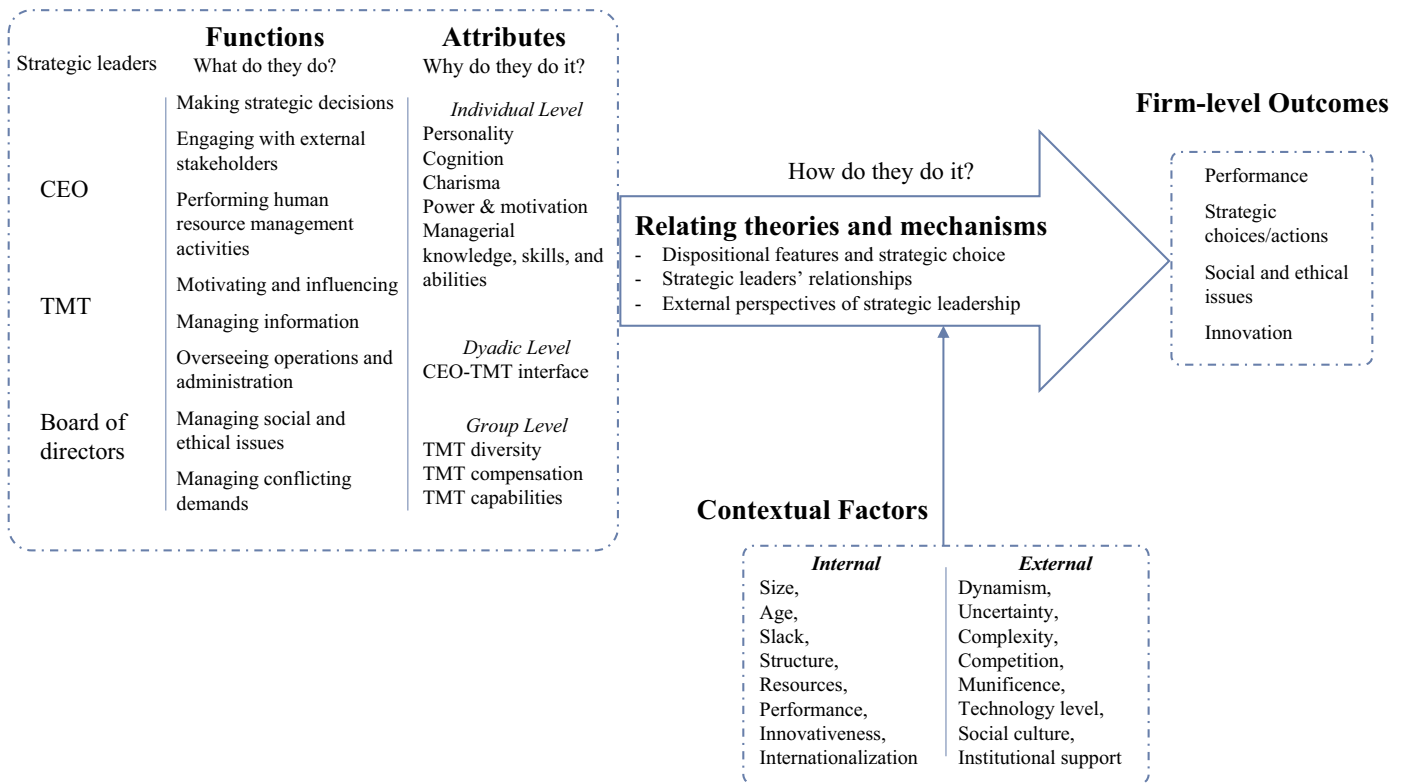 Strategic leaders
CEO
TMT
Board of
directors
Functions
What do they do?
Making strategic decisions
Engaging with external
stakeholders
Performing human
resource management
activities
Motivating and influencing
Managing information
Overseeing operations and
administration
Managing social and
ethical issues
Managing conflicting
demands
Attributes
Why do they do it?
Individual Level
Personality
Cognition
Charisma
Power & motivation
Managerial
knowledge, skills, and
abilities
Dyadic Level
CEO-TMT interface
Group Level
TMT diversity
TMT compensation
TMT capabilities
How do they do it?
Relating theories and mechanisms
- Dispositional features and strategic choice
- Strategic leaders’ relationships
- External perspectives of strategic leadership
Firm-level Outcomes
Performance
Strategic
choices/actions
Social and ethical
issues
Innovation
Contextual Factors
Internal
Size,
Age,
Slack,
Structure,
Resources,
Performance,
Innovativeness,
Internationalization
External
Dynamism,
Uncertainty,
Complexity,
Competition,
Munificence,
Technology level,
Social culture,
Institutional support